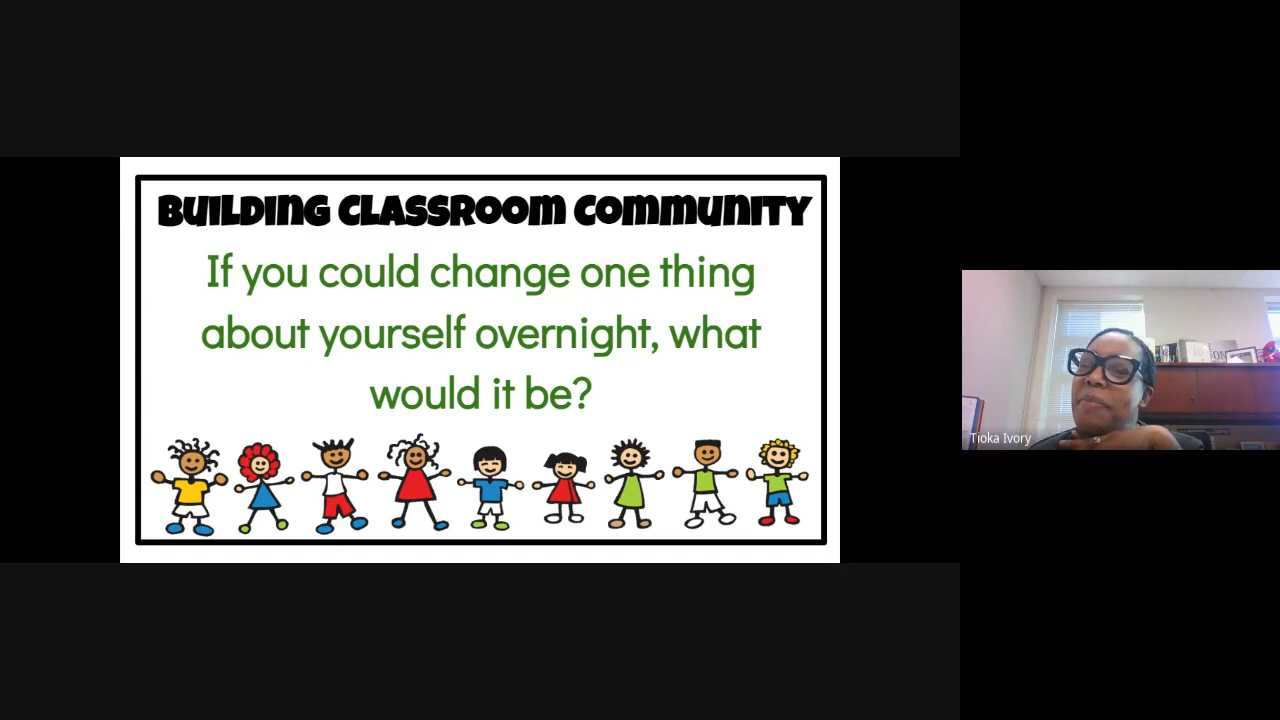 BUILDING CLASSROOM COMMUNITY
If you could change one thing
about yourself overnight, what
would it be?
Tioka Ivory